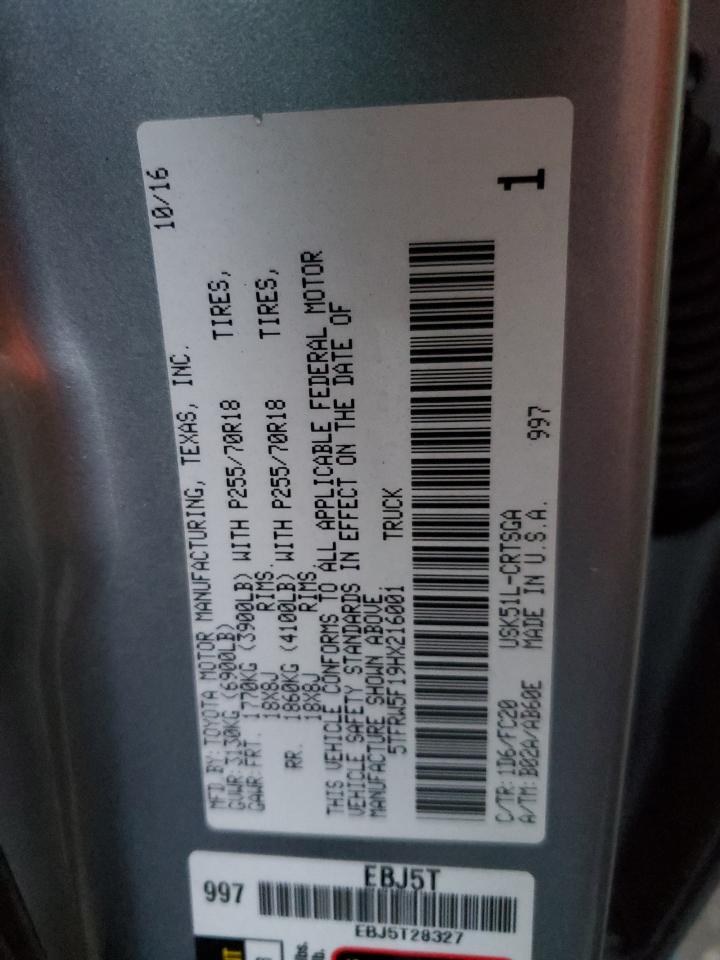 10/16
MFD. BY: TOYOTA MOTOR MANUFACTURING, TEXAS, INC.
GVWR: 3130KG (6900LB)
GAWR: FRT. 1770KG (3900LB) WITH P255/70R18 TIRES,
18X8J RIMS.
RR. 1860KG (4100LB) WITH P255/70R18 TIRES,
18X8J RIMS
THIS VEHICLE CONFORMS TO ALL APPLICABLE FEDERAL MOTOR
VEHICLE SAFETY STANDARDS IN EFFECT ON THE DATE OF
MANUFACTURE SHOWN ABOVE.
5TFRW5F19HX216001 TRUCK
C/TR: 1D6/FC20 USK51L-CRTSGA 997 1
A/TM: B02A/AB60E MADE IN U.S.A.
997
EBJ5T
EBJ5T28327
lbs.
lb.